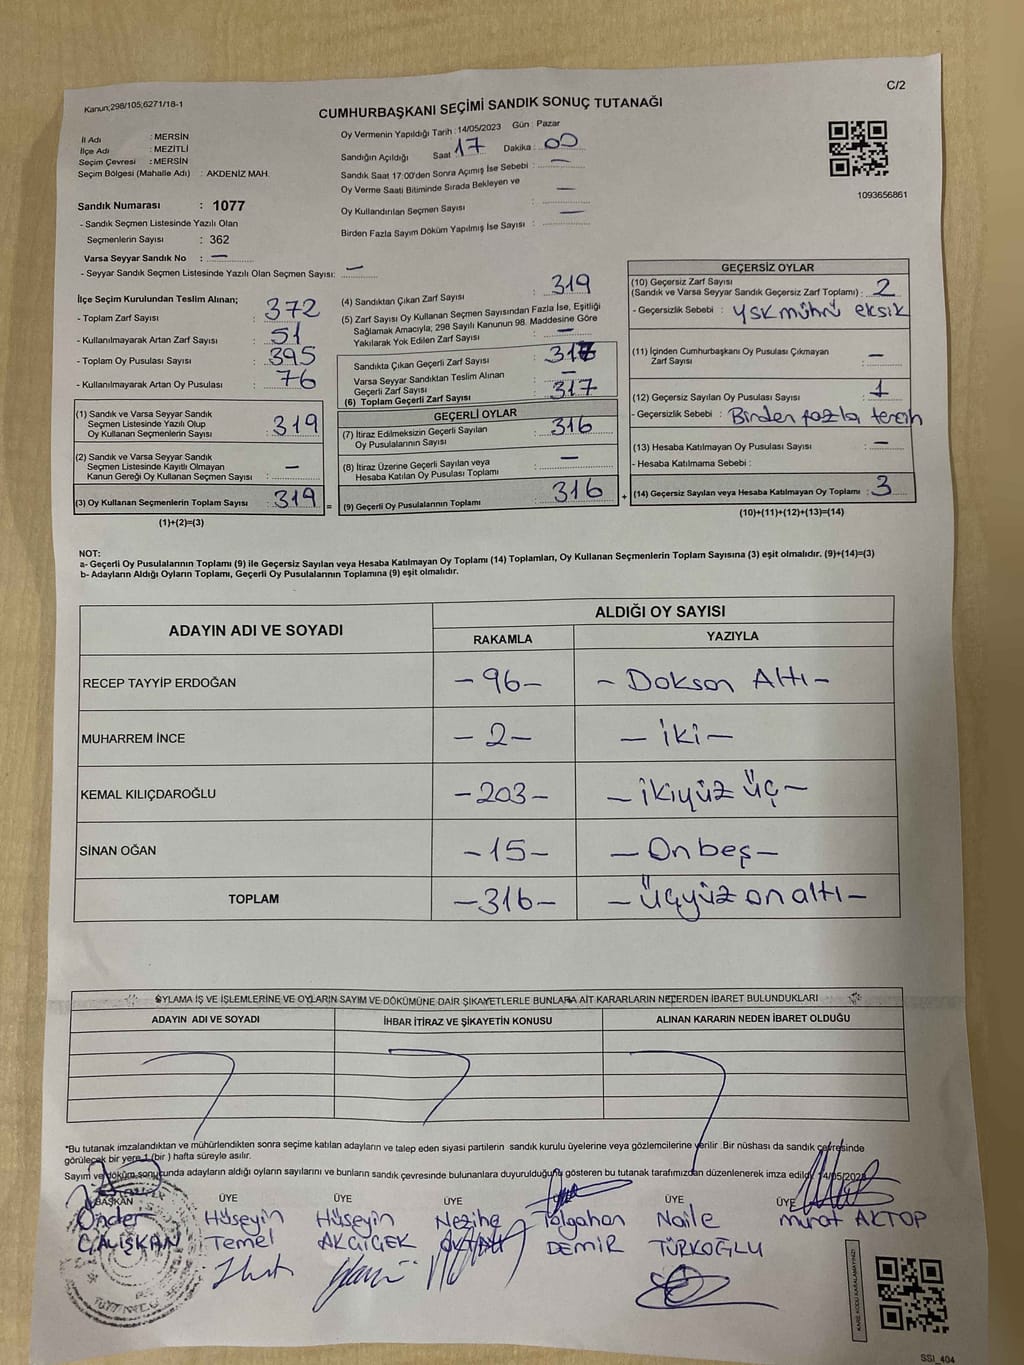 Kanun;298/105;6271/18-1
C/2
CUMHURBAŞKANI SEÇİMİ SANDIK SONUÇ TUTANAĞI
İl Adı : MERSİN
İlçe Adı : MEZİTLİ
Seçim Çevresi : MERSİN
Seçim Bölgesi (Mahalle Adı) : AKDENİZ MAH.
Sandık Numarası : 1077
- Sandık Seçmen Listesinde Yazılı Olan
Seçmenlerin Sayısı : 362
Varsa Seyyar Sandık No : —
- Seyyar Sandık Seçmen Listesinde Yazılı Olan Seçmen Sayısı: —
Oy Vermenin Yapıldığı Tarih : 14/05/2023 Gün : Pazar
Sandığın Açıldığı Saat : 17 Dakika : 00
Sandık Saat 17:00'den Sonra Açımış İse Sebebi : —
Oy Verme Saati Bitiminde Sırada Bekleyen ve —
Oy Kullandırılan Seçmen Sayısı :
Birden Fazla Sayım Döküm Yapılmış İse Sayısı : —
1093656861
İlçe Seçim Kurulundan Teslim Alınan;
- Toplam Zarf Sayısı : 372
- Kullanılmayarak Artan Zarf Sayısı : 51
- Toplam Oy Pusulası Sayısı : 395
- Kullanılmayarak Artan Oy Pusulası : 76
(1) Sandık ve Varsa Seyyar Sandık
Seçmen Listesinde Yazılı Olup
Oy Kullanan Seçmenlerin Sayısı : 319
(2) Sandık ve Varsa Seyyar Sandık
Seçmen Listesinde Kayıtlı Olmayan
Kanun Gereği Oy Kullanan Seçmen Sayısı : —
(3) Oy Kullanan Seçmenlerin Toplam Sayısı : 319
(1)+(2)=(3)
(4) Sandıktan Çıkan Zarf Sayısı : 319
(5) Zarf Sayısı Oy Kullanan Seçmen Sayısından Fazla İse, Eşitliği
Sağlamak Amacıyla; 298 Sayılı Kanunun 98. Maddesine Göre
Yakılarak Yok Edilen Zarf Sayısı : —
Sandıkta Çıkan Geçerli Zarf Sayısı : 317
Varsa Seyyar Sandıktan Teslim Alınan
Geçerli Zarf Sayısı : —
(6) Toplam Geçerli Zarf Sayısı : 317
GEÇERLİ OYLAR
(7) İtiraz Edilmeksizin Geçerli Sayılan
Oy Pusulalarının Sayısı : 316
(8) İtiraz Üzerine Geçerli Sayılan veya
Hesaba Katılan Oy Pusulası Toplamı : —
= (9) Geçerli Oy Pusulalarının Toplamı : 316 +
GEÇERSİZ OYLAR
(10) Geçersiz Zarf Sayısı
(Sandık ve Varsa Seyyar Sandık Geçersiz Zarf Toplamı) : 2
- Geçersizlik Sebebi : YSK mührü eksik
(11) İçinden Cumhurbaşkanı Oy Pusulası Çıkmayan
Zarf Sayısı : —
(12) Geçersiz Sayılan Oy Pusulası Sayısı : 1
- Geçersizlik Sebebi : Birden fazla tercih
(13) Hesaba Katılmayan Oy Pusulası Sayısı : —
- Hesaba Katılmama Sebebi :
(14) Geçersiz Sayılan veya Hesaba Katılmayan Oy Toplamı : 3
(10)+(11)+(12)+(13)=(14)
NOT:
a- Geçerli Oy Pusulalarının Toplamı (9) ile Geçersiz Sayılan veya Hesaba Katılmayan Oy Toplamı (14) Toplamları, Oy Kullanan Seçmenlerin Toplam Sayısına (3) eşit olmalıdır. (9)+(14)=(3)
b- Adayların Aldığı Oyların Toplamı, Geçerli Oy Pusulalarının Toplamına (9) eşit olmalıdır.
ADAYIN ADI VE SOYADI ALDIĞI OY SAYISI
RAKAMLA YAZIYLA
RECEP TAYYİP ERDOĞAN – 96 – – Dokson Altı –
MUHARREM İNCE – 2 – – iki –
KEMAL KILIÇDAROĞLU – 203 – – ikiyüz üç –
SİNAN OĞAN – 15 – – On beş –
TOPLAM – 316 – – Üçyüz on altı –
OYLAMA İŞ VE İŞLEMLERİNE VE OYLARIN SAYIM VE DÖKÜMÜNE DAİR ŞİKAYETLERLE BUNLARA AİT KARARLARIN NELERDEN İBARET BULUNDUKLARI
ADAYIN ADI VE SOYADI İHBAR İTİRAZ VE ŞİKAYETİN KONUSU ALINAN KARARIN NEDEN İBARET OLDUĞU
*Bu tutanak imzalandıktan ve mühürlendikten sonra seçime katılan adayların ve talep eden siyasi partilerin sandık kurulu üyelerine veya gözlemcilerine verilir .Bir nüshası da sandık çevresinde
görülecek bir yere 1 (bir ) hafta süreyle asılır.
Sayım ve döküm sonucunda adayların aldığı oyların sayılarını ve bunların sandık çevresinde bulunanlara duyurulduğunu gösteren bu tutanak tarafımızdan düzenlenerek imza edildi. 14/05/2023
BAŞKAN ÜYE ÜYE ÜYE ÜYE ÜYE
Önder Hüseyin Hüseyin Nezihe Tolgahan Naile Murat AKTOP
ÇALIŞKAN Temel AKÇİÇEK DEMİR TÜRKOĞLU
KARE KODU KARALAMAYINIZ!
SSI_404